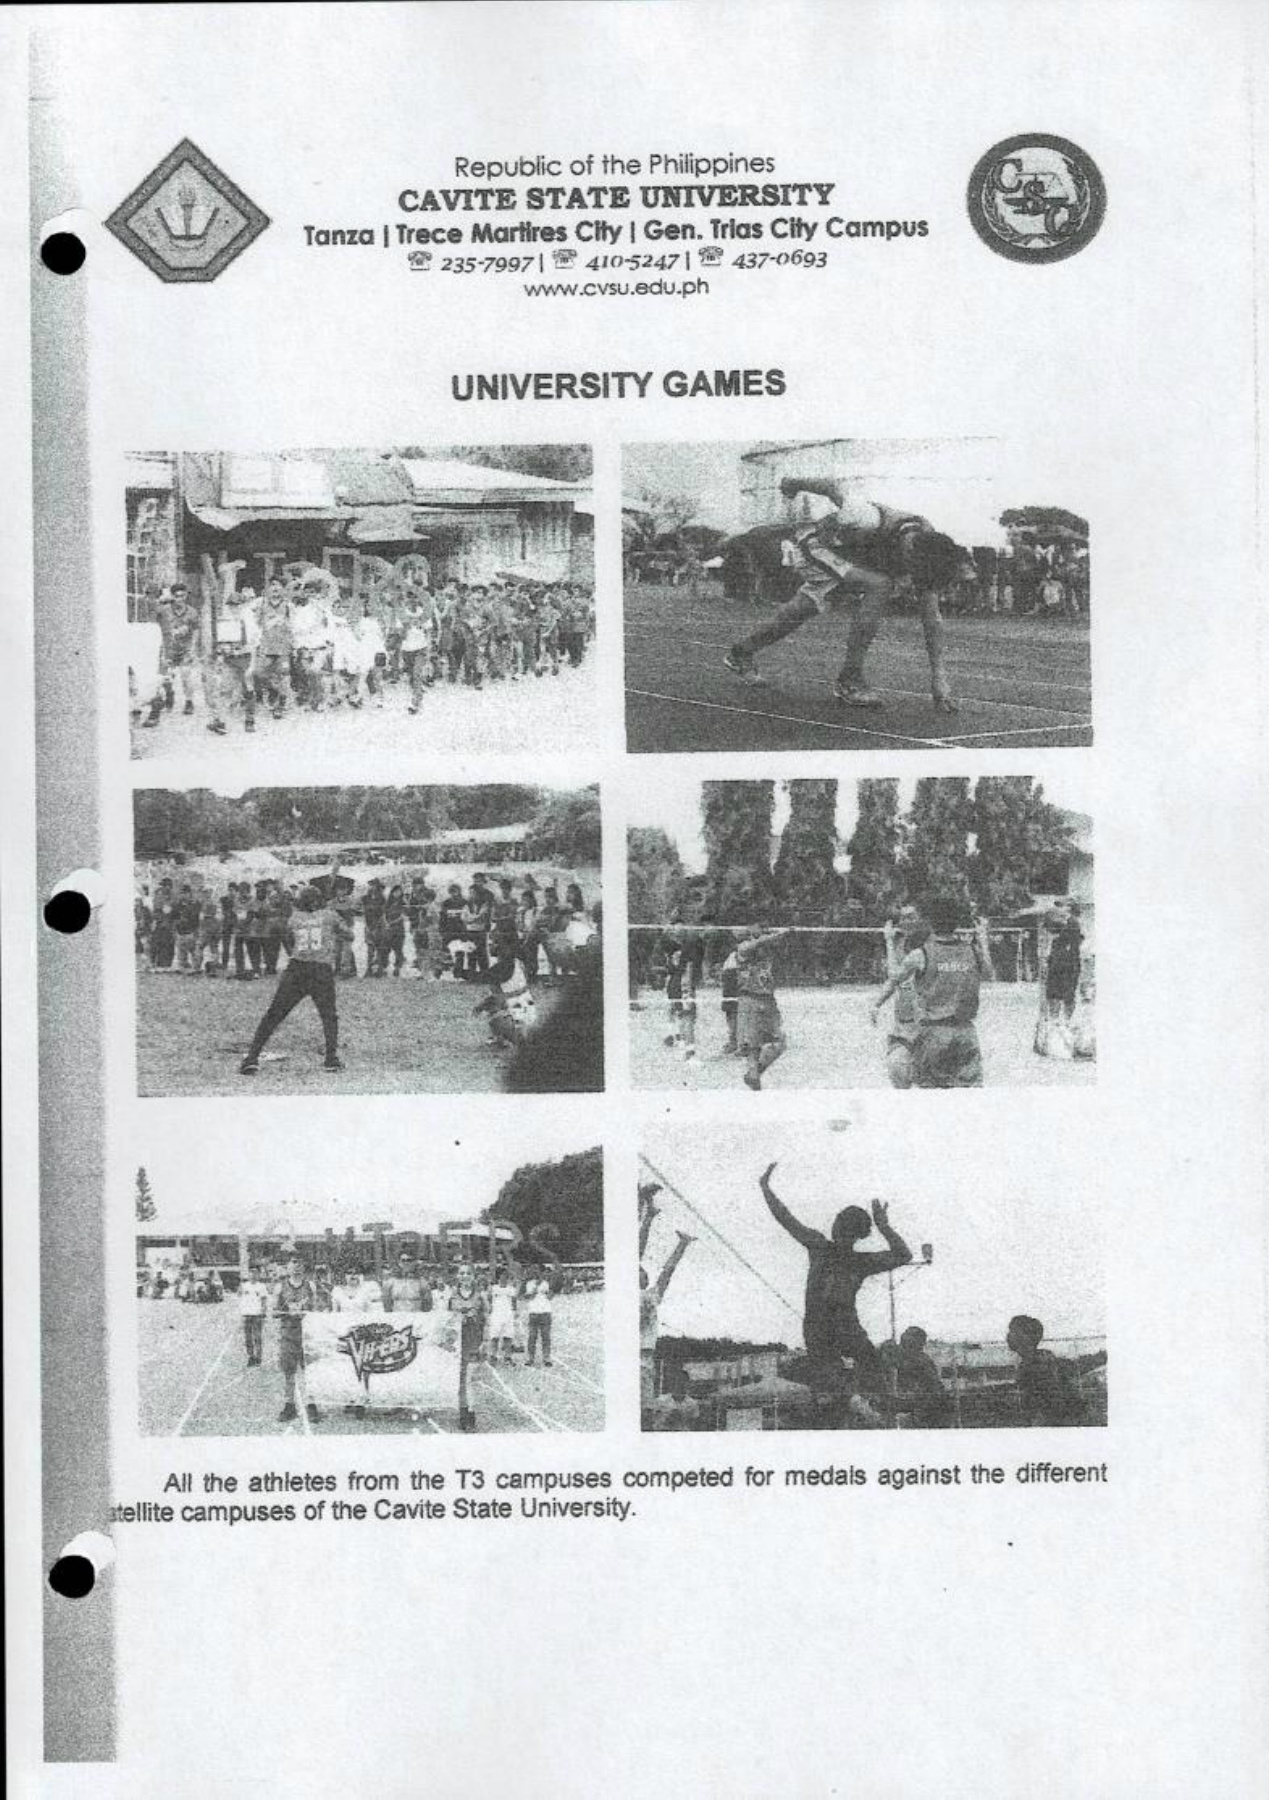 Republic of the Philippines
CAVITE STATE UNIVERSITY
Tanza | Trece Martires City | Gen. Trias City Campus
☏ 235-7997 | ☏ 410-5247 | ☏ 437-0693
www.cvsu.edu.ph
UNIVERSITY GAMES
VIPERS
All the athletes from the T3 campuses competed for medals against the different
tellite campuses of the Cavite State University.